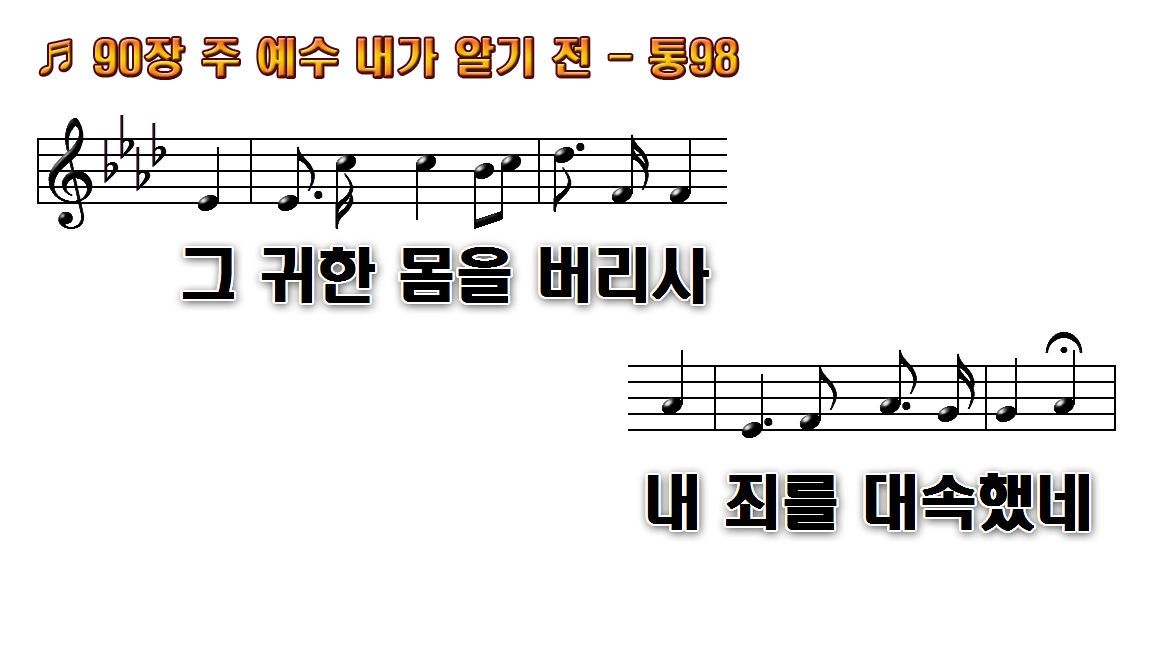 ♬ 90장 주 예수 내가 알기 전 - 통98
그 귀한 몸을 버리사
내 죄를 대속했네